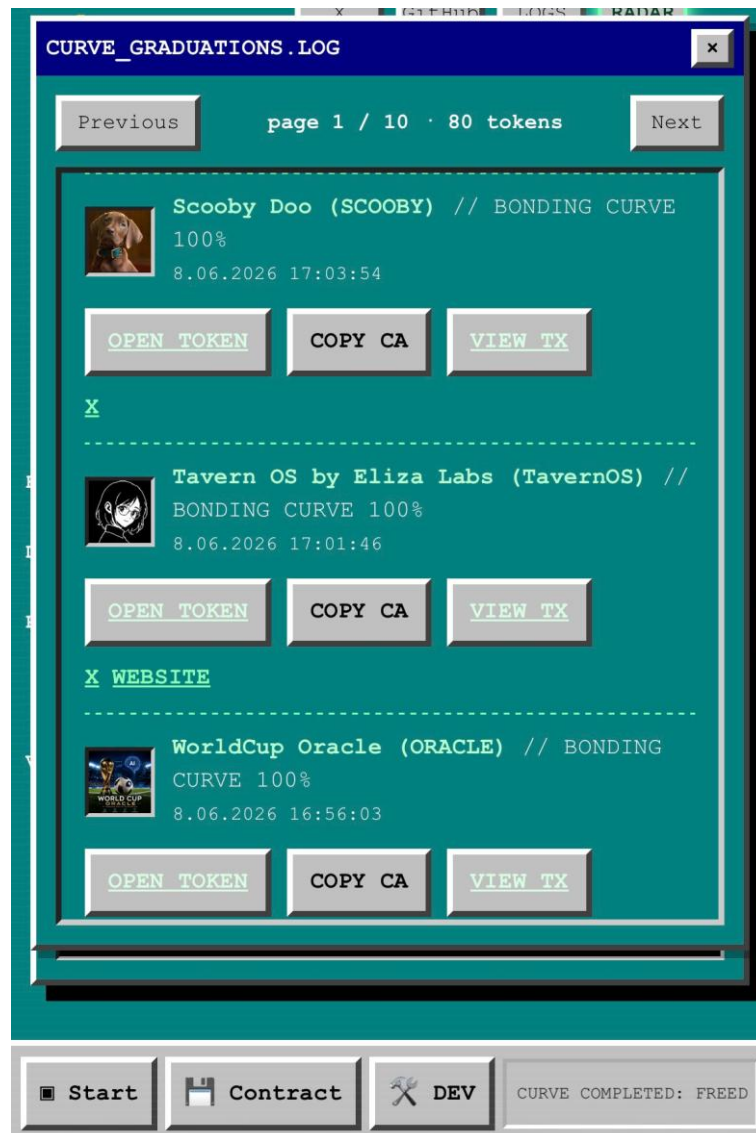 X GitHub LOGS RADAR
CURVE_GRADUATIONS.LOG ×
Previous page 1 / 10 · 80 tokens Next
Scooby Doo (SCOOBY) // BONDING CURVE
100%
8.06.2026 17:03:54
OPEN TOKEN COPY CA VIEW TX
X
Tavern OS by Eliza Labs (TavernOS) //
BONDING CURVE 100%
8.06.2026 17:01:46
OPEN TOKEN COPY CA VIEW TX
X WEBSITE
WorldCup Oracle (ORACLE) // BONDING
CURVE 100%
AI
WORLD CUP
ORACLE
8.06.2026 16:56:03
OPEN TOKEN COPY CA VIEW TX
Start Contract DEV CURVE COMPLETED: FREED